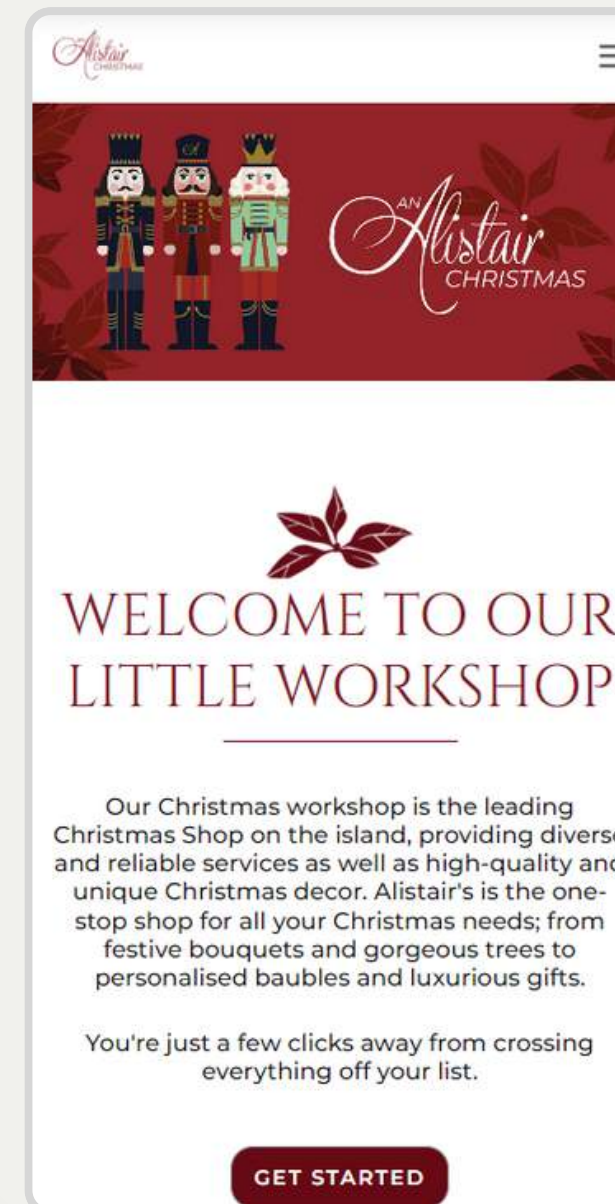 Alistair
CHRISTMAS
AN
Alistair
CHRISTMAS
WELCOME TO OUR
LITTLE WORKSHOP
Our Christmas workshop is the leading
Christmas Shop on the island, providing diverse
and reliable services as well as high-quality and
unique Christmas decor. Alistair's is the one-
stop shop for all your Christmas needs; from
festive bouquets and gorgeous trees to
personalised baubles and luxurious gifts.
You're just a few clicks away from crossing
everything off your list.
GET STARTED